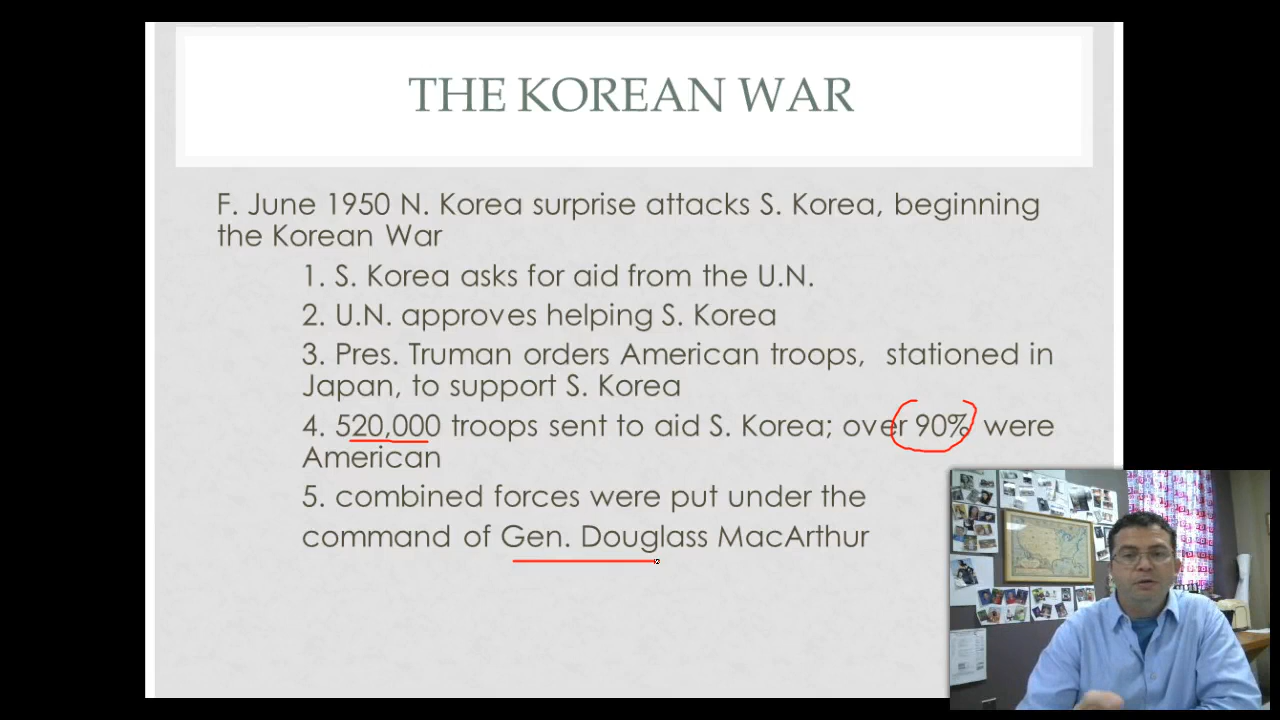 THE KOREAN WAR
F. June 1950 N. Korea surprise attacks S. Korea, beginning
the Korean War
1. S. Korea asks for aid from the U.N.
2. U.N. approves helping S. Korea
3. Pres. Truman orders American troops, stationed in
Japan, to support S. Korea
4. 520,000 troops sent to aid S. Korea; over 90% were
American
5. combined forces were put under the
command of Gen. Douglass MacArthur